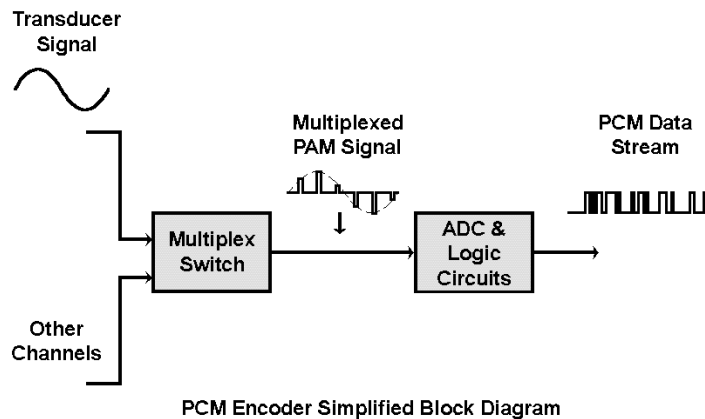 Transducer
Signal
Multiplexed
PAM Signal
PCM Data
Stream
Multiplex
Switch
ADC &
Logic
Circuits
Other
Channels
PCM Encoder Simplified Block Diagram